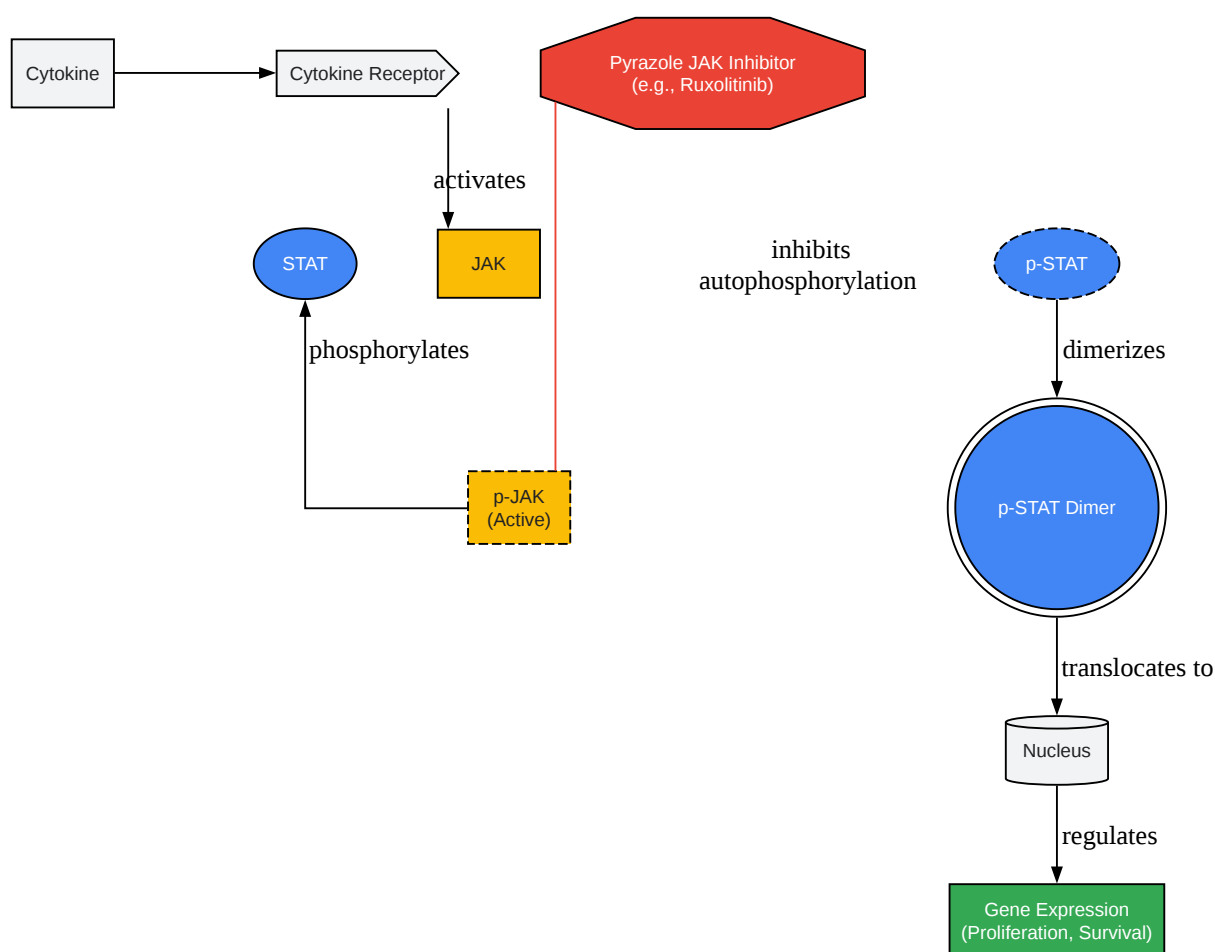 Cytokine
Cytokine Receptor
Pyrazole JAK Inhibitor
(e.g., Ruxolitinib)
activates
STAT
JAK
inhibits
autophosphorylation
p-STAT
phosphorylates
dimerizes
p-JAK
(Active)
p-STAT Dimer
translocates to
Nucleus
regulates
Gene Expression
(Proliferation, Survival)